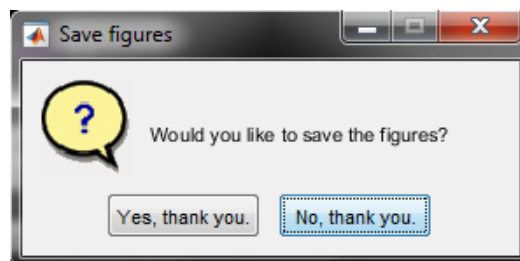 Save figures
?
Would you like to save the figures?
Yes, thank you.
No, thank you.